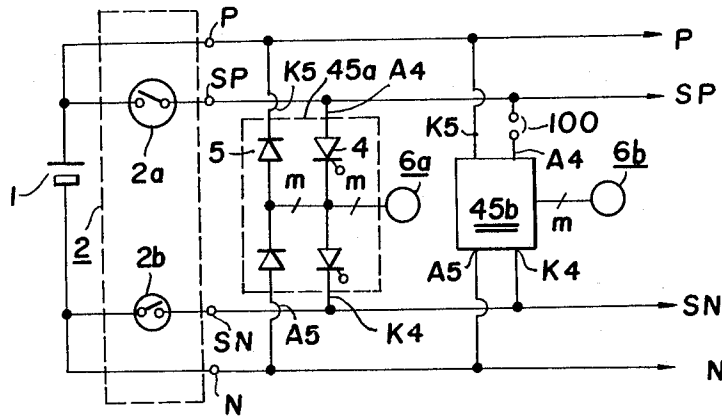 P P
SP K5 45a A4 SP
5 4 K5 100
2a m m 6a A4 6b
1 45b
2 2b m
A5 K4
SN A5 K4 SN
N N